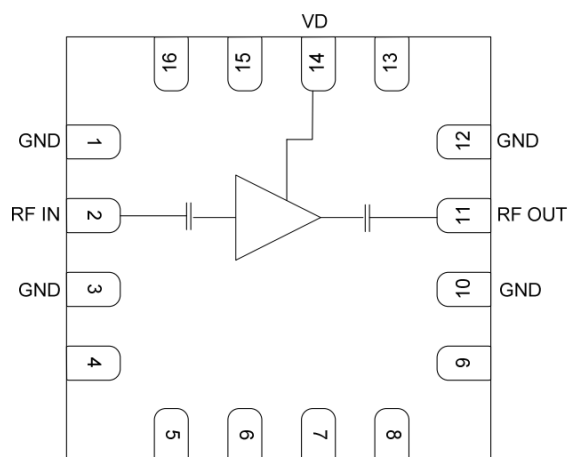 VD
16 15 14 13
GND 1 12 GND
RF IN 2 11 RF OUT
GND 3 10 GND
4 9
5 6 7 8